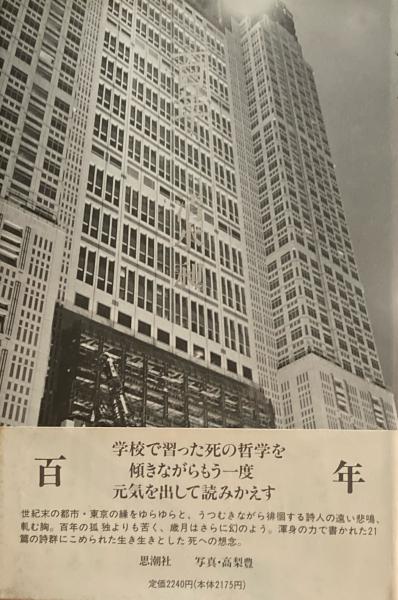 百年
学校で習った死の哲学を
傾きながらもう一度
元気を出して読みかえす
世紀末の都市・東京の縁をゆらゆらと、うつむきながら徘徊する詩人の遠い悲鳴、
軋む胸。百年の孤独よりも苦く、歳月はさらに幻のよう。渾身の力で書かれた21
篇の詩群にこめられた生き生きとした死への想念。
思潮社 写真・高梨豊
定価2240円(本体2175円)